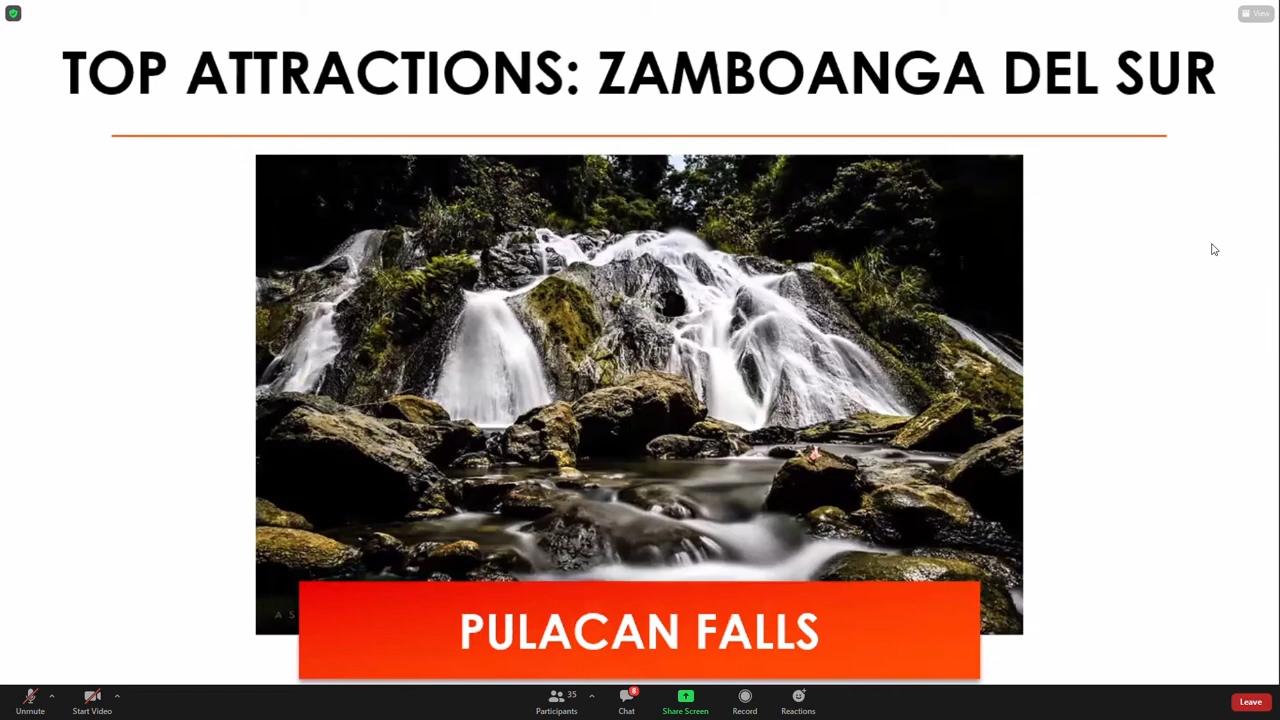 View
TOP ATTRACTIONS: ZAMBOANGA DEL SUR
A S
PULACAN FALLS
35
8
Unmute
Start Video
Participants
Chat
Share Screen
Record
Reactions
Leave